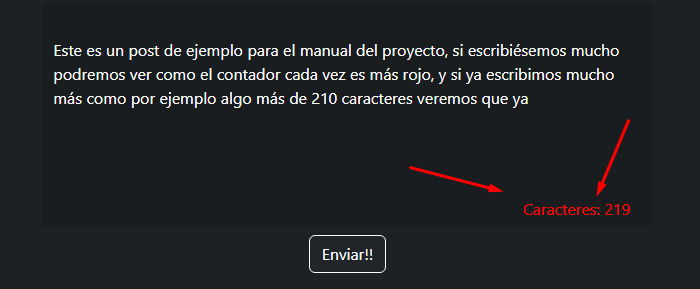 Este es un post de ejemplo para el manual del proyecto, si escribiésemos mucho
podremos ver como el contador cada vez es más rojo, y si ya escribimos mucho
más como por ejemplo algo más de 210 caracteres veremos que ya
Caracteres: 219
Enviar!!